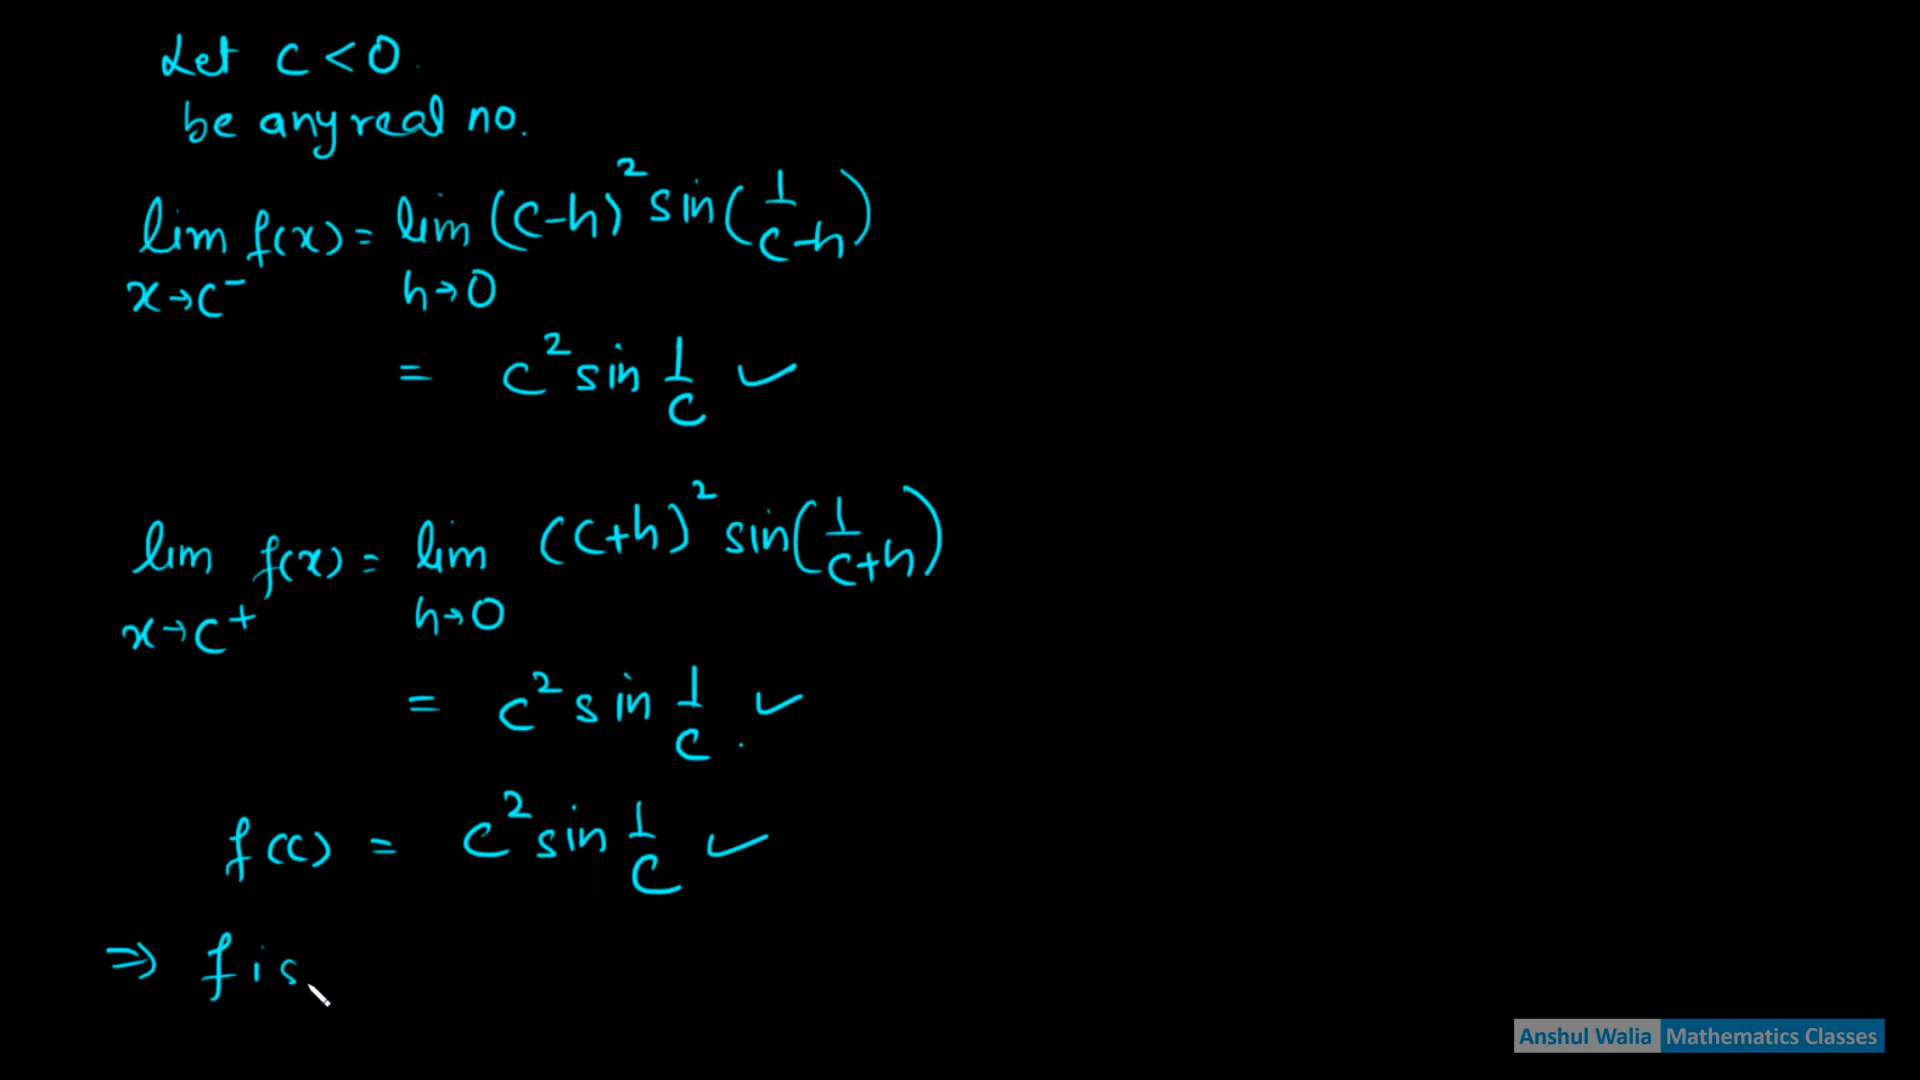 Let c < 0.
be any real no.
lim f(x) = lim (c-h)² sin(1/(c-h))
x→c⁻ h→0
= c² sin 1/c ✓
lim f(x) = lim (c+h)² sin(1/(c+h))
x→c⁺ h→0
= c² sin 1/c. ✓
f(c) = c² sin 1/c ✓
⇒ f is
Anshul Walia Mathematics Classes